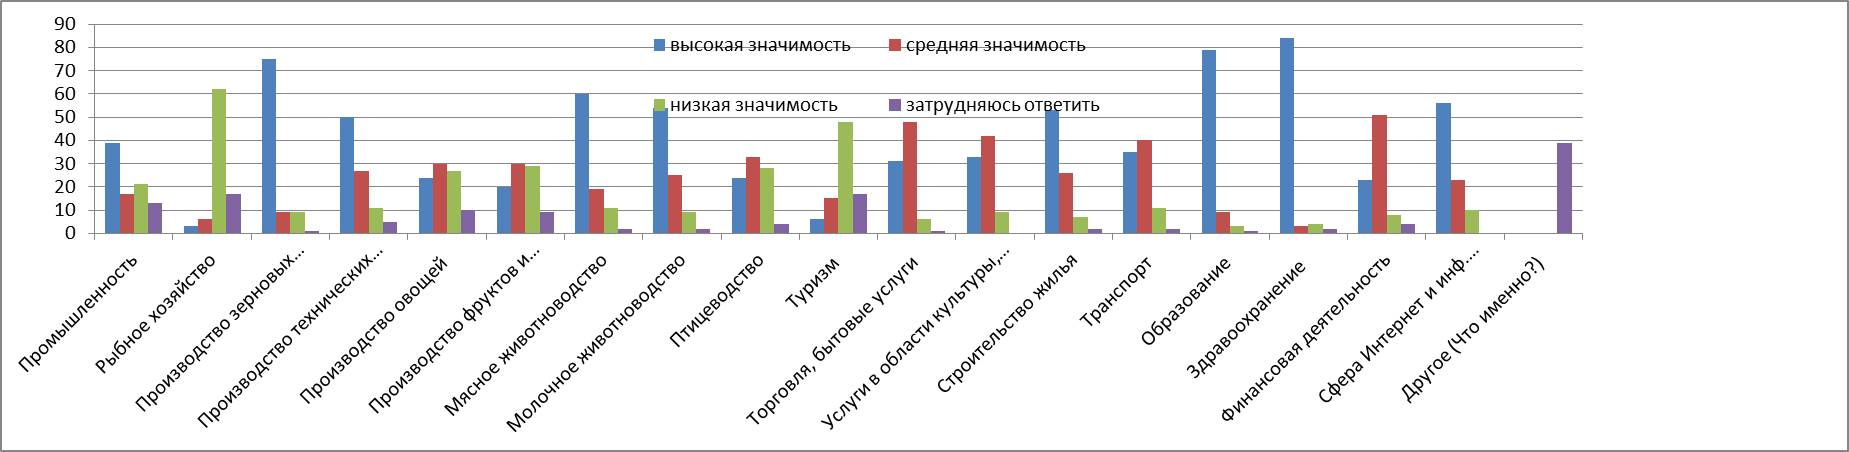 90
80
70
60
50
40
30
20
10
0
высокая значимость
средняя значимость
низкая значимость
затрудняюсь ответить
Промышленность
Рыбное хозяйство
Производство зерновых...
Производство технических...
Производство овощей
Производство фруктов и...
Мясное животноводство
Молочное животноводство
Птицеводство
Туризм
Торговля, бытовые услуги
Услуги в области культуры,...
Строительство жилья
Транспорт
Образование
Здравоохранение
Финансовая деятельность
Сфера Интернет и инф....
Другое (Что именно?)